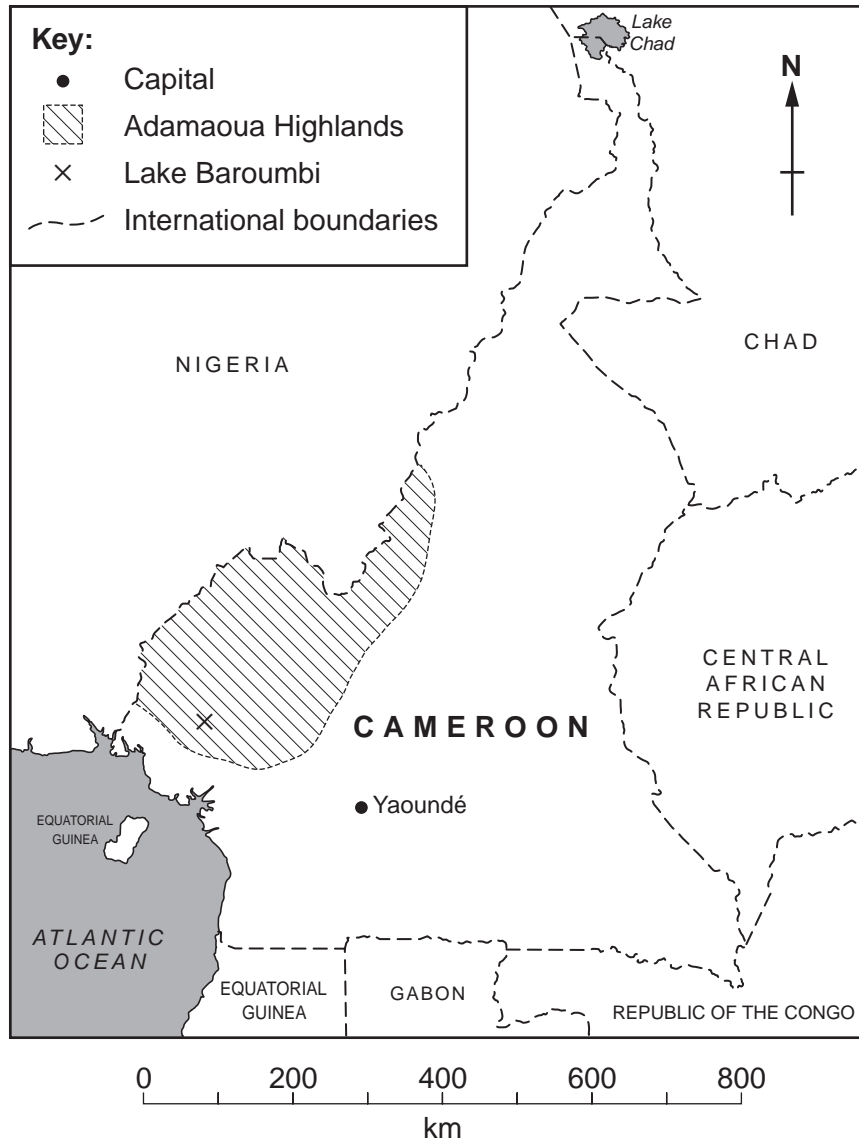 Key:
Capital
Adamaoua Highlands
Lake Baroumbi
International boundaries
Lake
Chad
N
NIGERIA
CHAD
CENTRAL
AFRICAN
REPUBLIC
CAMEROON
Yaoundé
EQUATORIAL
GUINEA
ATLANTIC
OCEAN
EQUATORIAL
GUINEA
GABON
REPUBLIC OF THE CONGO
0 200 400 600 800
km